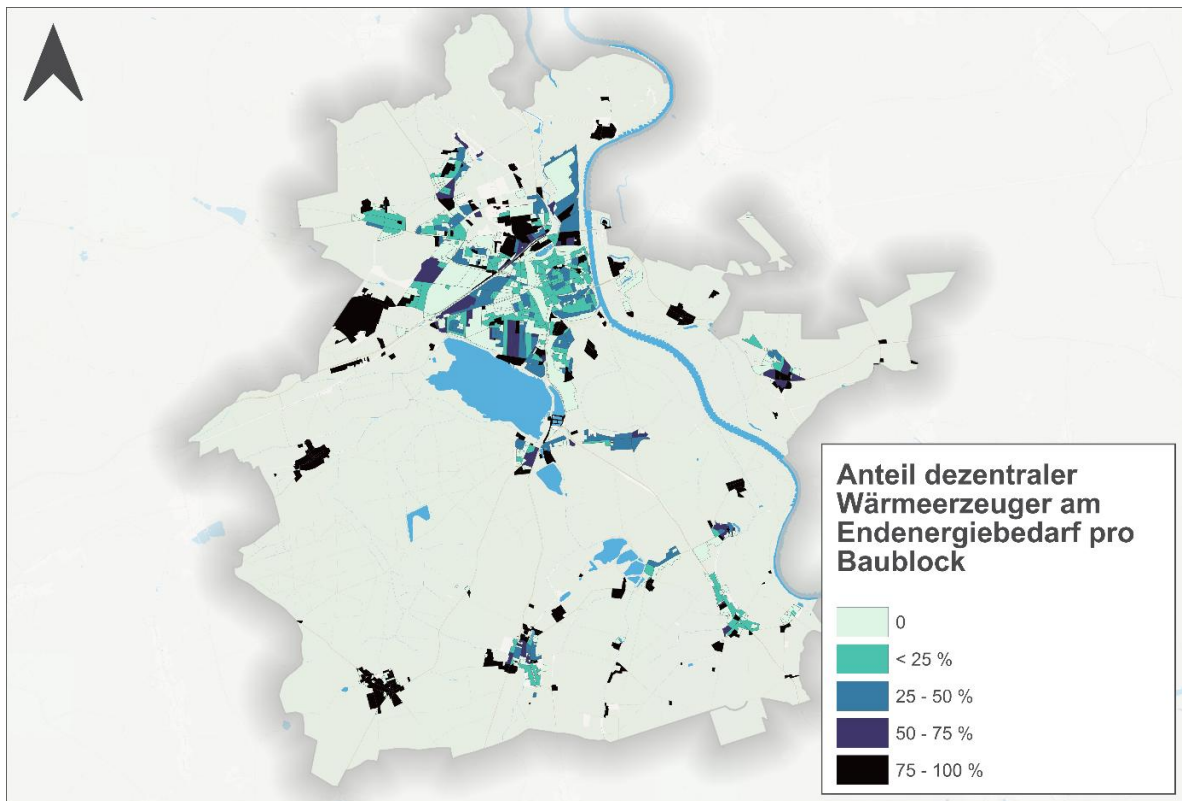 Anteil dezentraler
Wärmeerzeuger am
Endenergiebedarf pro
Baublock
0
< 25 %
25 - 50 %
50 - 75 %
75 - 100 %